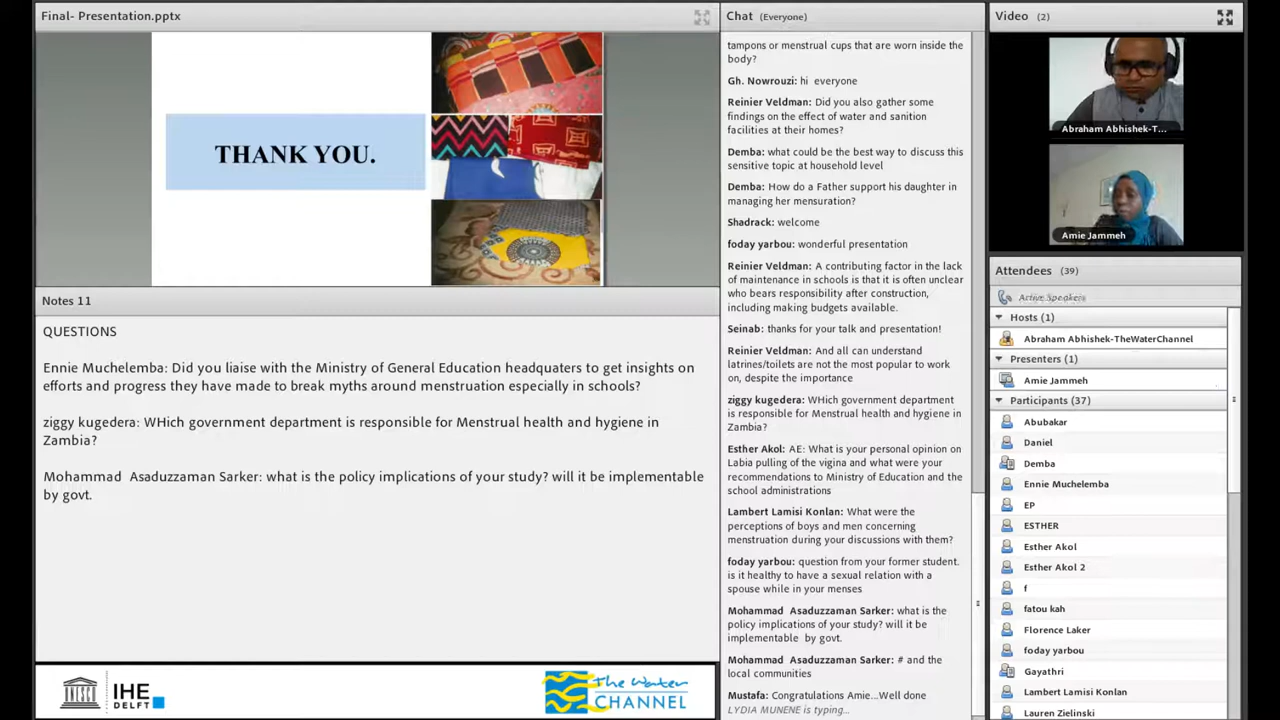 Final- Presentation.pptx
THANK YOU.
Notes 11
QUESTIONS
Ennie Muchelemba: Did you liaise with the Ministry of General Education headquaters to get insights on
efforts and progress they have made to break myths around menstruation especially in schools?
ziggy kugedera: WHich government department is responsible for Menstrual health and hygiene in
Zambia?
Mohammad  Asaduzzaman Sarker: what is the policy implications of your study? will it be implementable
by govt.
IHE
DELFT
The Water
CHANNEL
Chat (Everyone)
tampons or menstrual cups that are worn inside the
body?
Gh. Nowrouzi: hi  everyone
Reinier Veldman: Did you also gather some
findings on the effect of water and sanition
facilities at their homes?
Demba: what could be the best way to discuss this
sensitive topic at household level
Demba: How do a Father support his daughter in
managing her mensuration?
Shadrack: welcome
foday yarbou: wonderful presentation
Reinier Veldman: A contributing factor in the lack
of maintenance in schools is that it is often unclear
who bears responsibility after construction,
including making budgets available.
Seinab: thanks for your talk and presentation!
Reinier Veldman: And all can understand
latrines/toilets are not the most popular to work
on, despite the importance
ziggy kugedera: WHich government department
is responsible for Menstrual health and hygiene in
Zambia?
Esther Akol: AE: What is your personal opinion on
Labia pulling of the vigina and what were your
recommendations to Ministry of Education and the
school administrations
Lambert Lamisi Konlan: What were the
perceptions of boys and men concerning
menstruation during your discussions with them?
foday yarbou: question from your former student.
is it healthy to have a sexual relation with a
spouse while in your menses
Mohammad  Asaduzzaman Sarker: what is the
policy implications of your study? will it be
implementable  by govt.
Mohammad  Asaduzzaman Sarker: # and the
local communities
Mustafa: Congratulations Amie...Well done
LYDIA MUNENE is typing...
Video (2)
Abraham Abhishek-T...
Amie Jammeh
Attendees (39)
Active Speakers
Hosts (1)
Abraham Abhishek-TheWaterChannel
Presenters (1)
Amie Jammeh
Participants (37)
Abubakar
Daniel
Demba
Ennie Muchelemba
EP
ESTHER
Esther Akol
Esther Akol 2
f
fatou kah
Florence Laker
foday yarbou
Gayathri
Lambert Lamisi Konlan
Lauren Zielinski